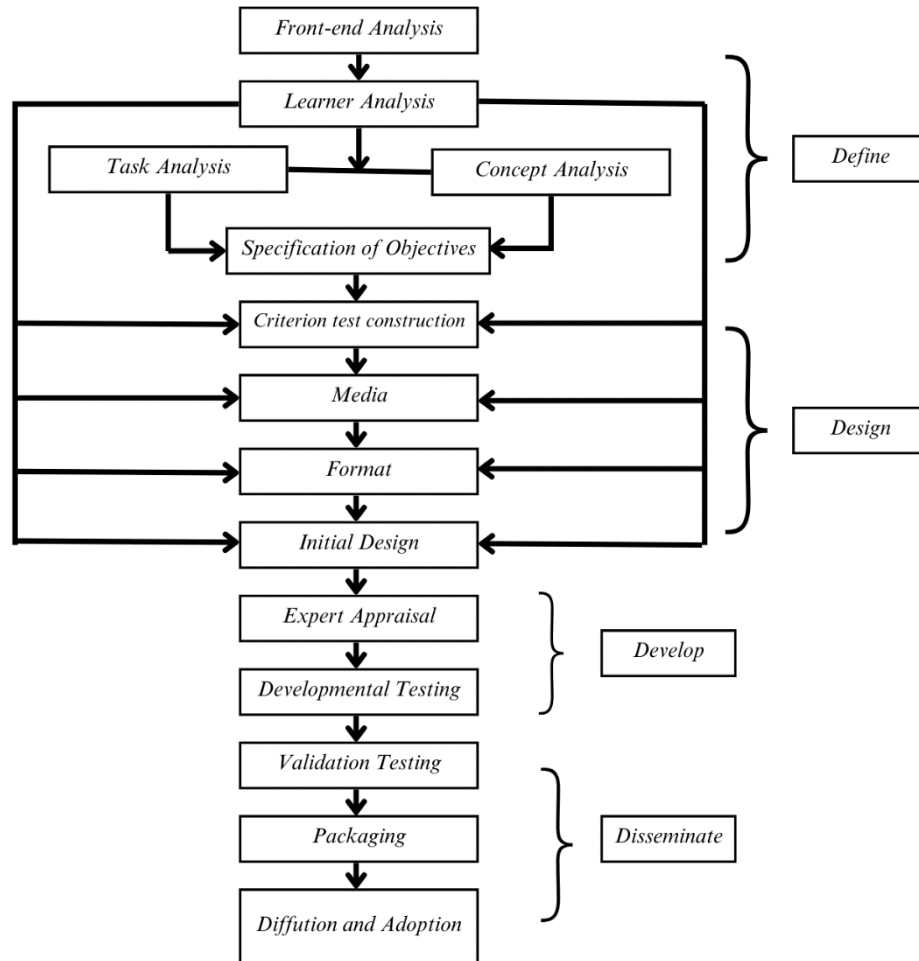 Front-end Analysis
Learner Analysis
Task Analysis
Concept Analysis
Define
Specification of Objectives
Criterion test construction
Media
Design
Format
Initial Design
Expert Appraisal
Develop
Developmental Testing
Validation Testing
Packaging
Disseminate
Diffution and Adoption